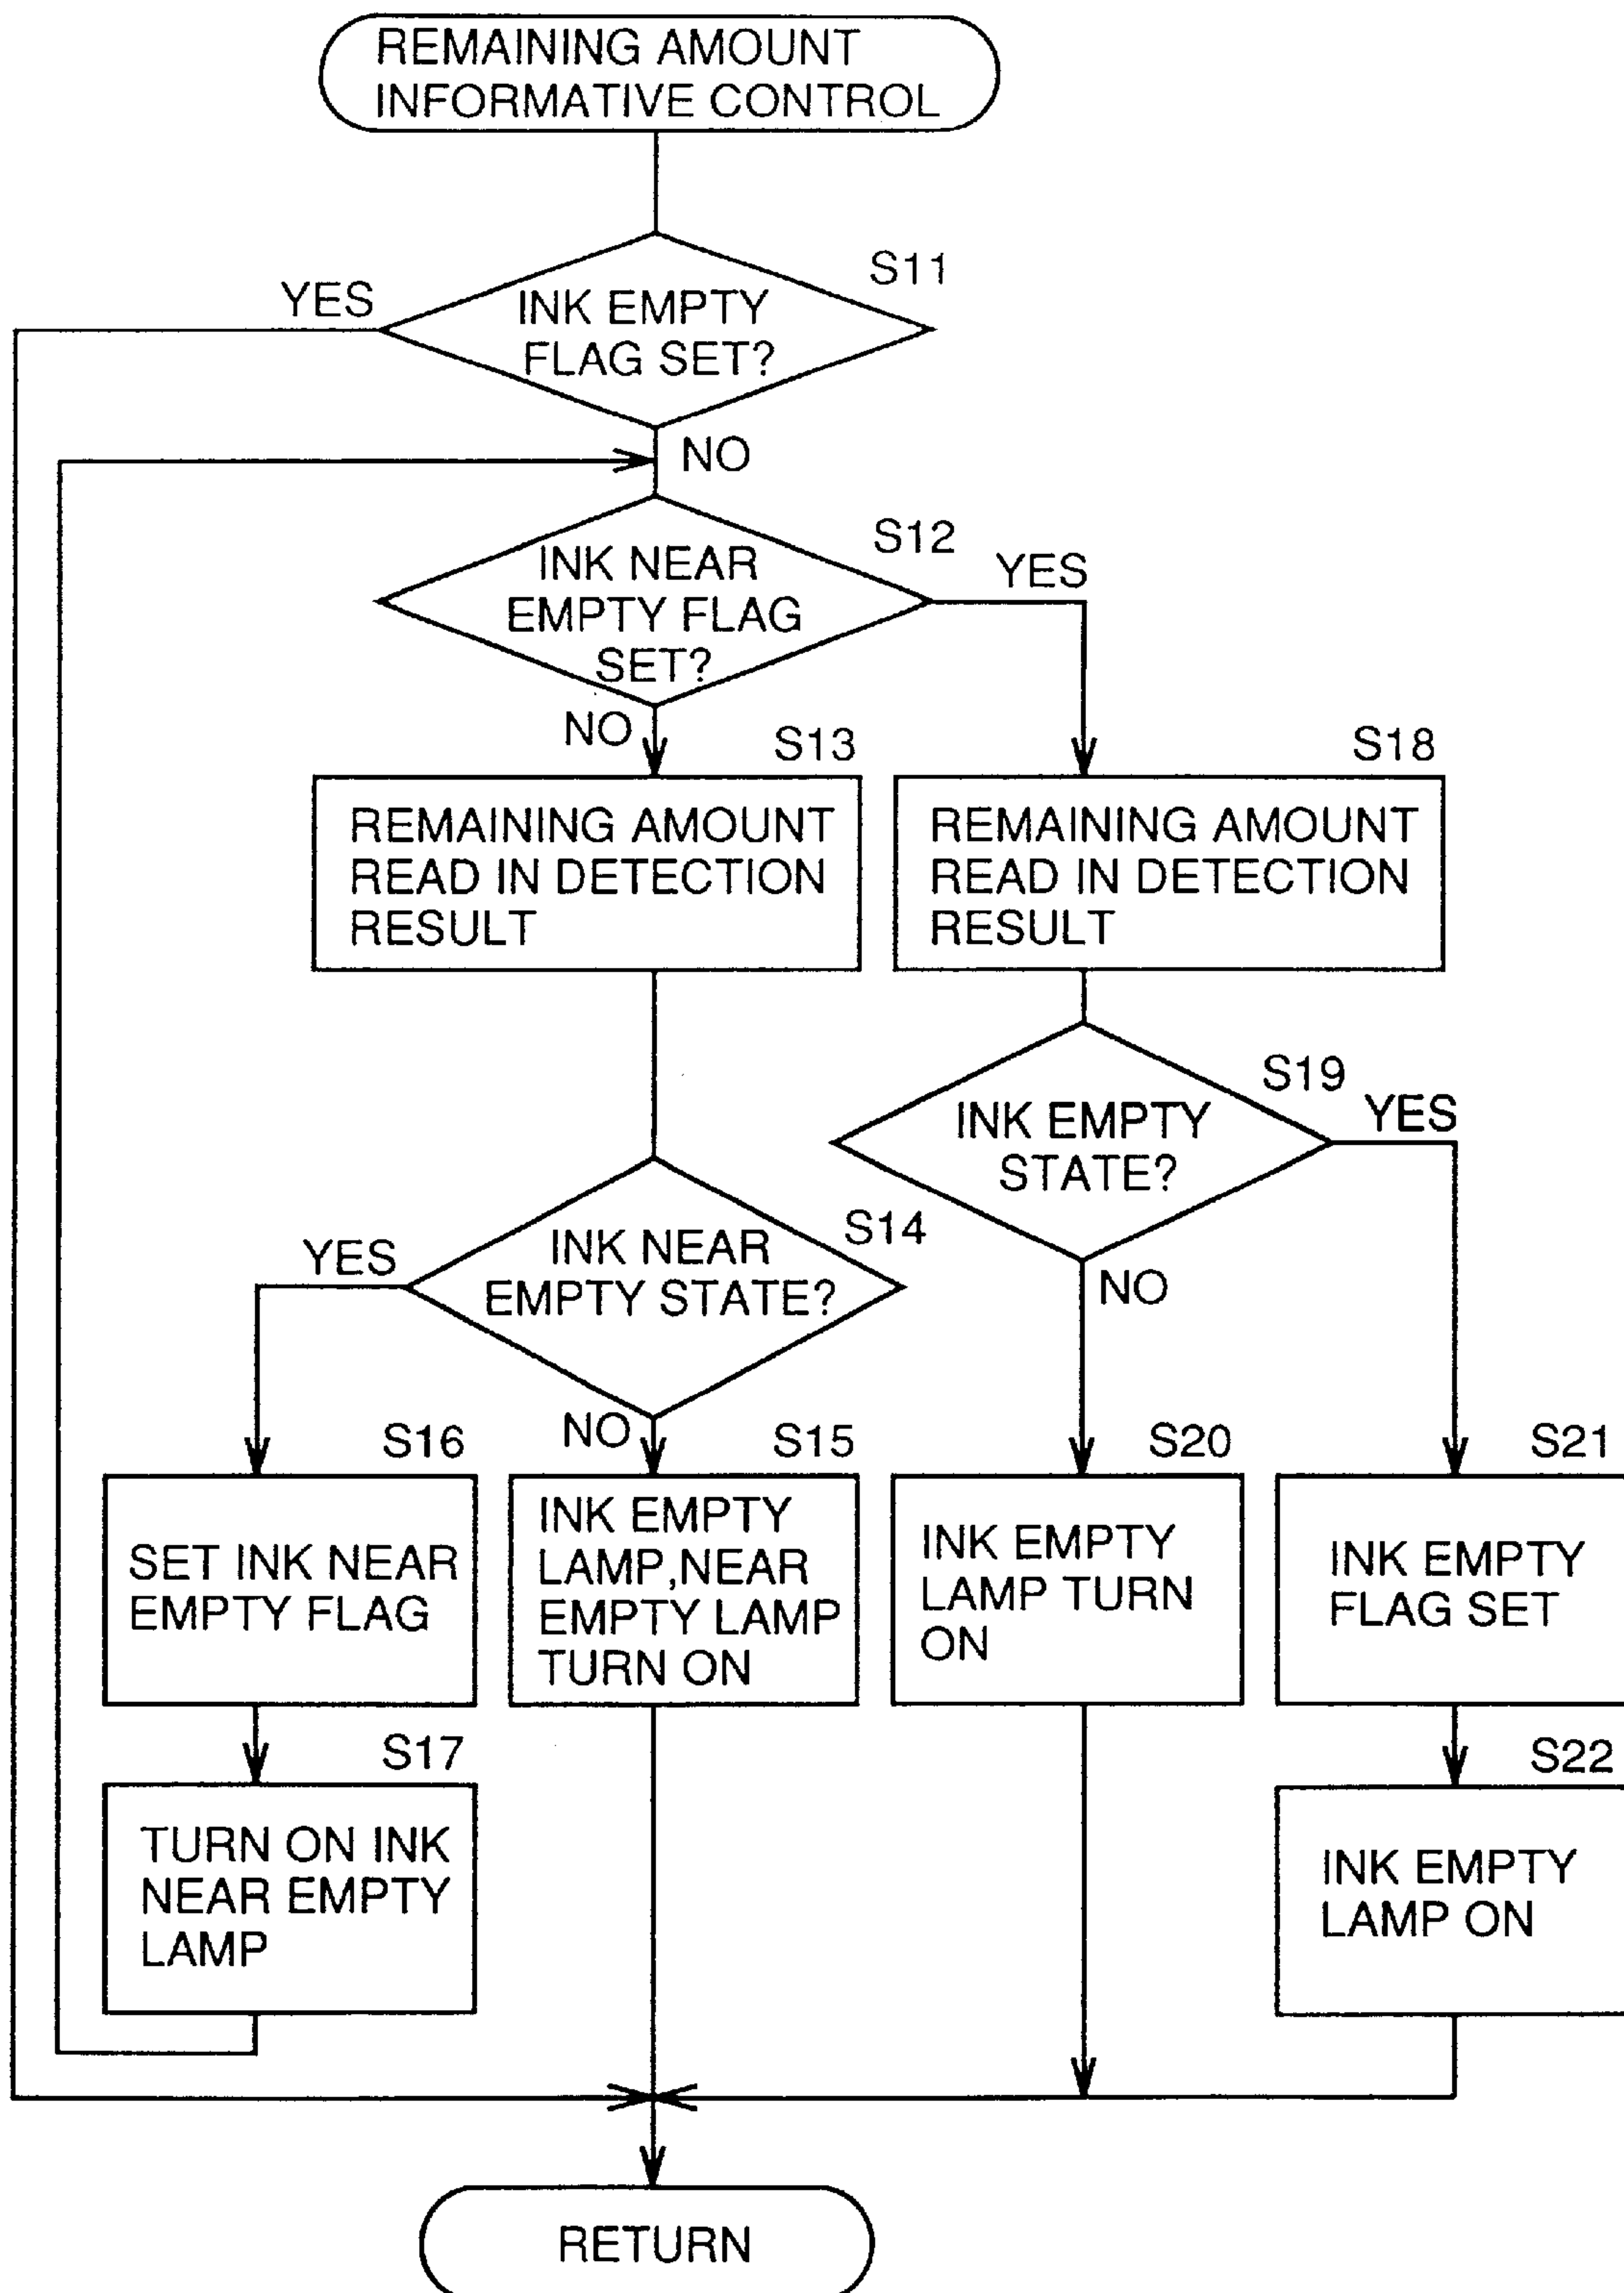 REMAINING AMOUNT
INFORMATIVE CONTROL
S11
YES
INK EMPTY
FLAG SET?
NO
S12
INK NEAR
EMPTY FLAG
SET?
YES
NO
S13
S18
REMAINING AMOUNT
READ IN DETECTION
RESULT
REMAINING AMOUNT
READ IN DETECTION
RESULT
S19
INK EMPTY
STATE?
YES
NO
S14
YES
INK NEAR
EMPTY STATE?
NO
S16
S15
S20
S21
SET INK NEAR
EMPTY FLAG
INK EMPTY
LAMP,NEAR
EMPTY LAMP
TURN ON
INK EMPTY
LAMP TURN
ON
INK EMPTY
FLAG SET
S17
S22
TURN ON INK
NEAR EMPTY
LAMP
INK EMPTY
LAMP ON
RETURN